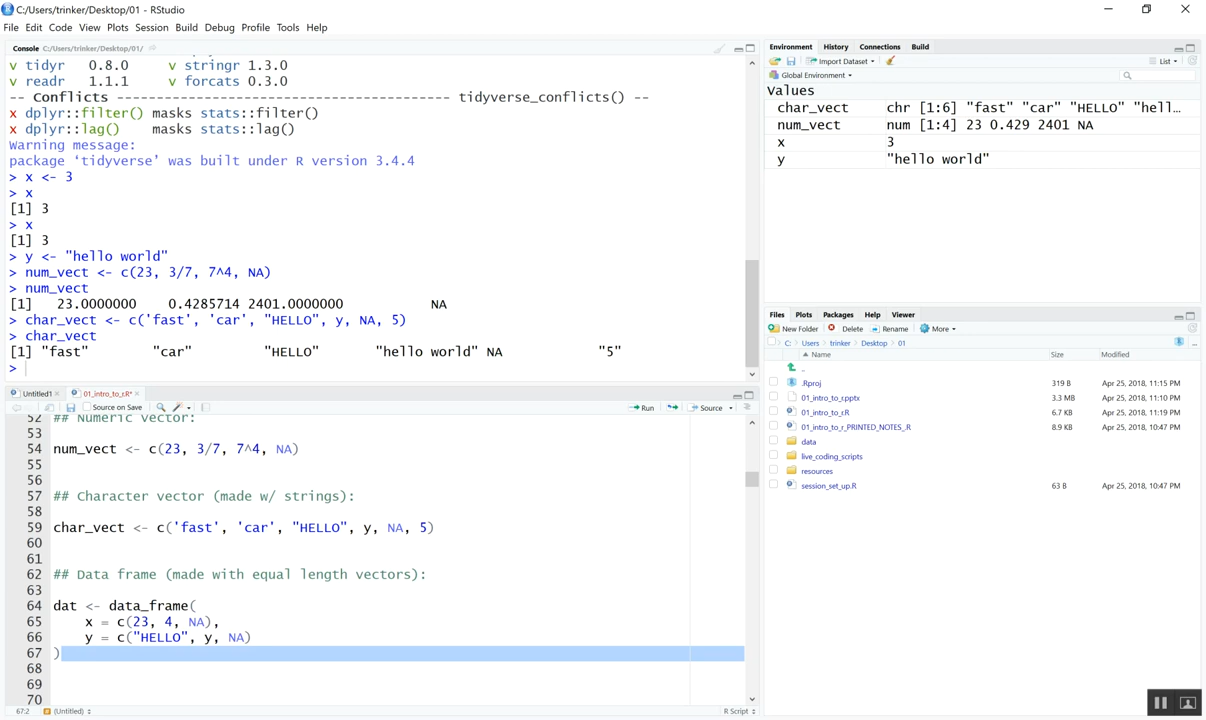 C:/Users/trinker/Desktop/01 - RStudio
File Edit Code View Plots Session Build Debug Profile Tools Help
Console C:/Users/trinker/Desktop/01/
v tidyr 0.8.0 v stringr 1.3.0
v readr 1.1.1 v forcats 0.3.0
-- Conflicts ------------------------------------------ tidyverse_conflicts() --
x dplyr::filter() masks stats::filter()
x dplyr::lag() masks stats::lag()
Warning message:
package ‘tidyverse’ was built under R version 3.4.4
> x <- 3
> x
[1] 3
> x
[1] 3
> y <- "hello world"
> num_vect <- c(23, 3/7, 7^4, NA)
> num_vect
[1] 23.0000000 0.4285714 2401.0000000 NA
> char_vect <- c('fast', 'car', "HELLO", y, NA, 5)
> char_vect
[1] "fast" "car" "HELLO" "hello world" NA "5"
>
Untitled1 01_intro_to_r.R*
Source on Save Run Source
52 ## Numeric vector:
53
54 num_vect <- c(23, 3/7, 7^4, NA)
55
56
57 ## Character vector (made w/ strings):
58
59 char_vect <- c('fast', 'car', "HELLO", y, NA, 5)
60
61
62 ## Data frame (made with equal length vectors):
63
64 dat <- data_frame(
65 x = c(23, 4, NA),
66 y = c("HELLO", y, NA)
67 )
68
69
70
67:2 (Untitled) R Script
Environment History Connections Build
Import Dataset List
Global Environment
Values
char_vect chr [1:6] "fast" "car" "HELLO" "hell…
num_vect num [1:4] 23 0.429 2401 NA
x 3
y "hello world"
Files Plots Packages Help Viewer
New Folder Delete Rename More
C: Users trinker Desktop 01
Name Size Modified
..
.Rproj 319 B Apr 25, 2018, 11:15 PM
01_intro_to_r.pptx 3.3 MB Apr 25, 2018, 11:10 PM
01_intro_to_r.R 6.7 KB Apr 25, 2018, 11:19 PM
01_intro_to_r_PRINTED_NOTES_.R 8.9 KB Apr 25, 2018, 10:47 PM
data
live_coding_scripts
resources
session_set_up.R 63 B Apr 25, 2018, 10:47 PM